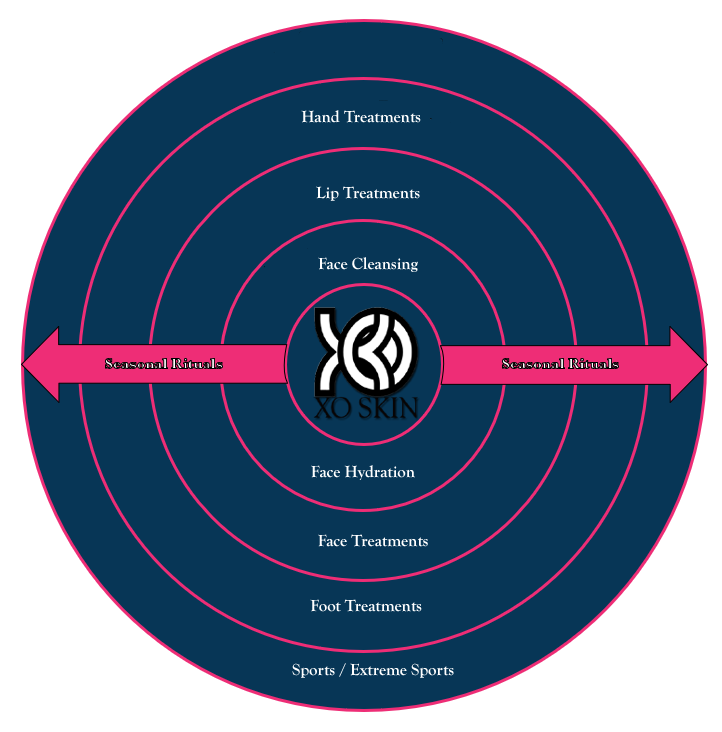 Hand Treatments
Lip Treatments
Face Cleansing
Seasonal Rituals
Seasonal Rituals
XO SKIN
Face Hydration
Face Treatments
Foot Treatments
Sports / Extreme Sports